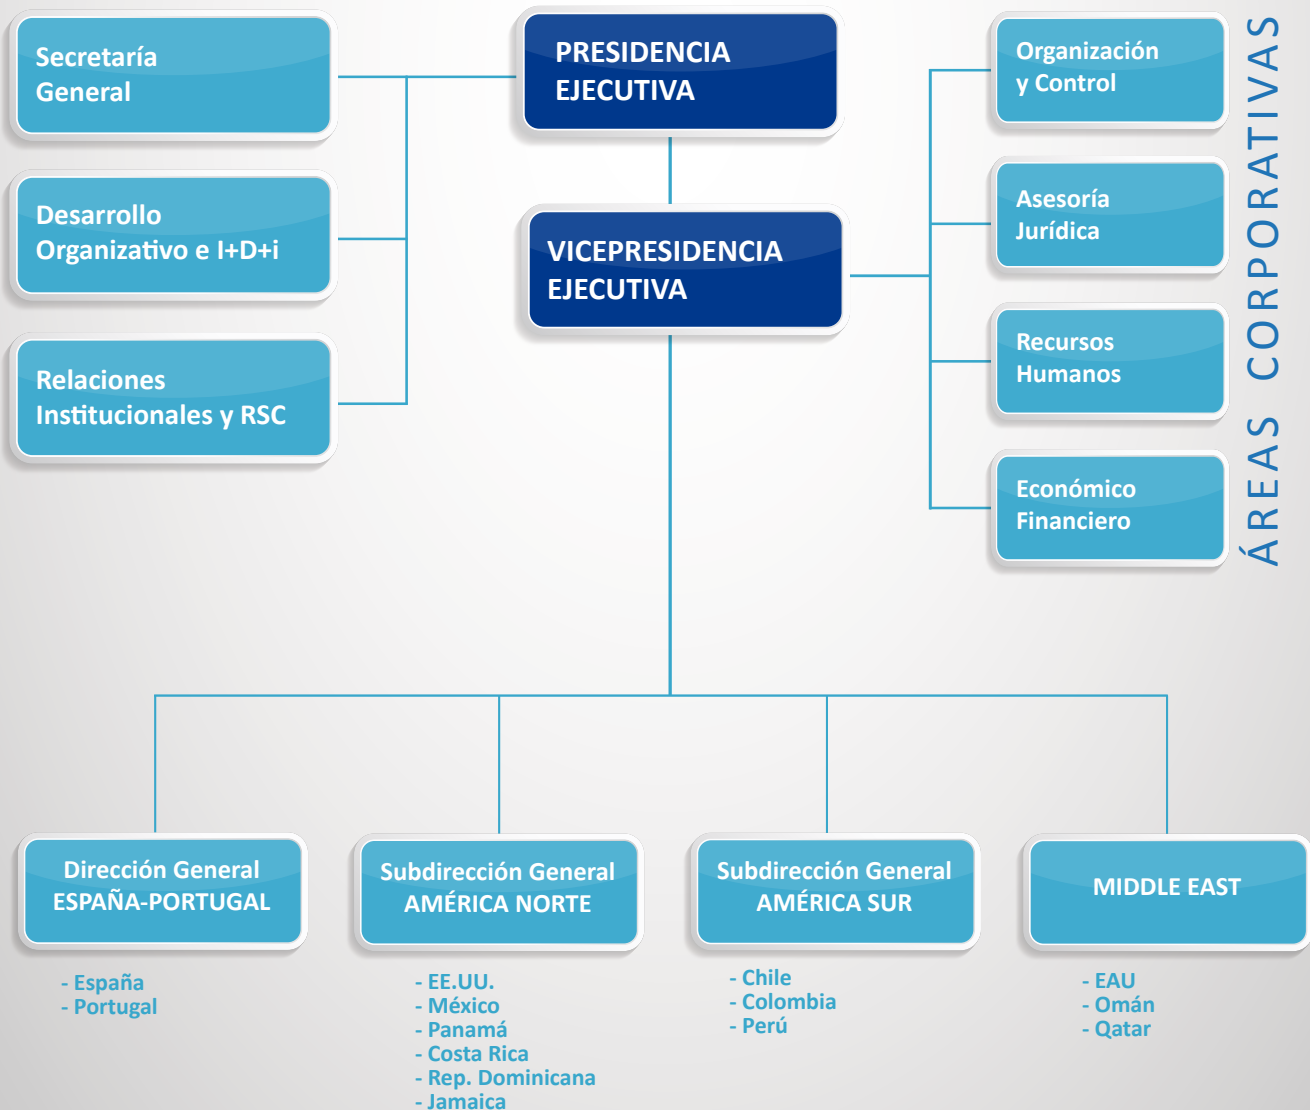 Secretaría
General
PRESIDENCIA
EJECUTIVA
Organización
y Control
ÁREAS CORPORATIVAS
Desarrollo
Organizativo e I+D+i
VICEPRESIDENCIA
EJECUTIVA
Asesoría
Jurídica
Relaciones
Institucionales y RSC
Recursos
Humanos
Económico
Financiero
Dirección General
ESPAÑA-PORTUGAL
- España
- Portugal
Subdirección General
AMÉRICA NORTE
- EE.UU.
- México
- Panamá
- Costa Rica
- Rep. Dominicana
- Jamaica
Subdirección General
AMÉRICA SUR
- Chile
- Colombia
- Perú
MIDDLE EAST
- EAU
- Omán
- Qatar